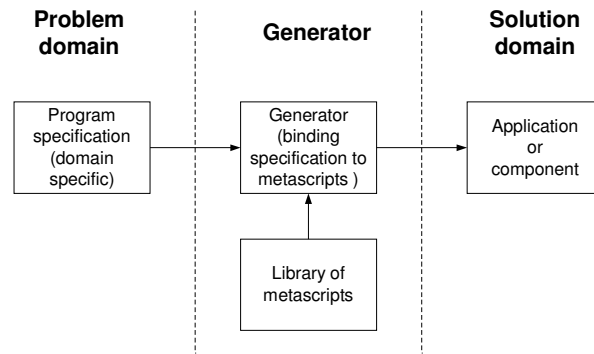 Problem
domain
Generator
Solution
domain
Program
specification
(domain
specific)
Generator
(binding
specification to
metascripts )
Application
or
component
Library of
metascripts